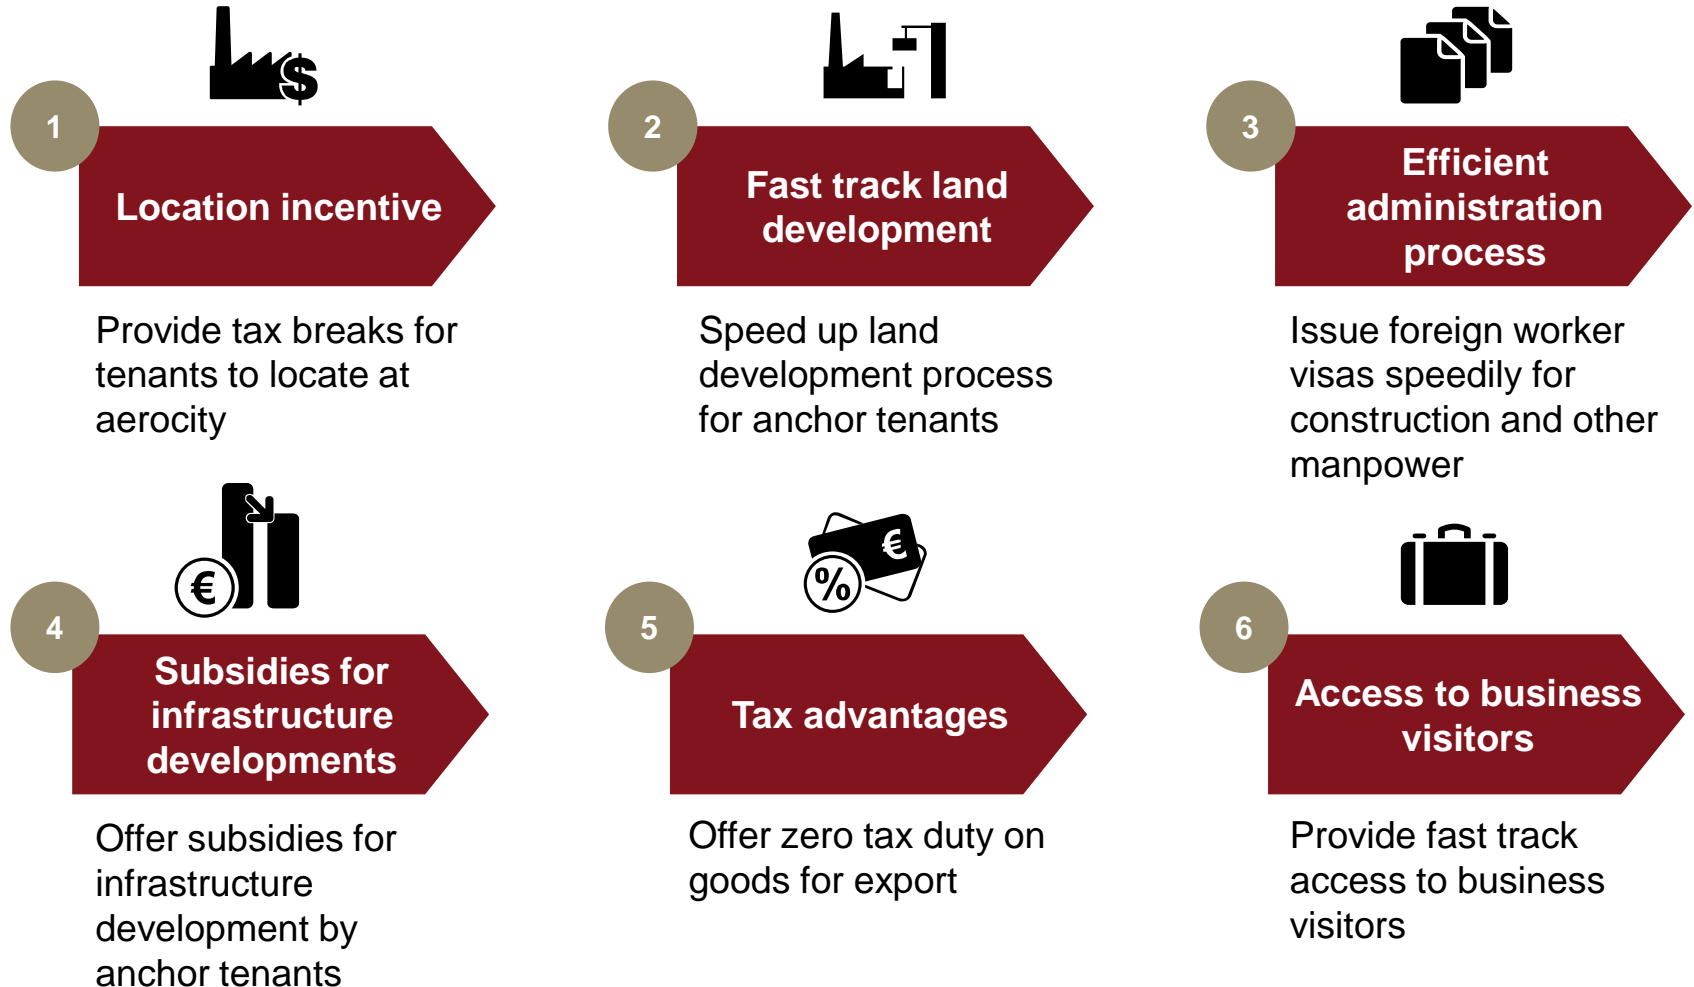 $
1
Location incentive
Provide tax breaks for
tenants to locate at
aerocity
2
Fast track land
development
Speed up land
development process
for anchor tenants
3
Efficient
administration
process
Issue foreign worker
visas speedily for
construction and other
manpower
€
4
Subsidies for
infrastructure
developments
Offer subsidies for
infrastructure
development by
anchor tenants
€
%
5
Tax advantages
Offer zero tax duty on
goods for export
6
Access to business
visitors
Provide fast track
access to business
visitors